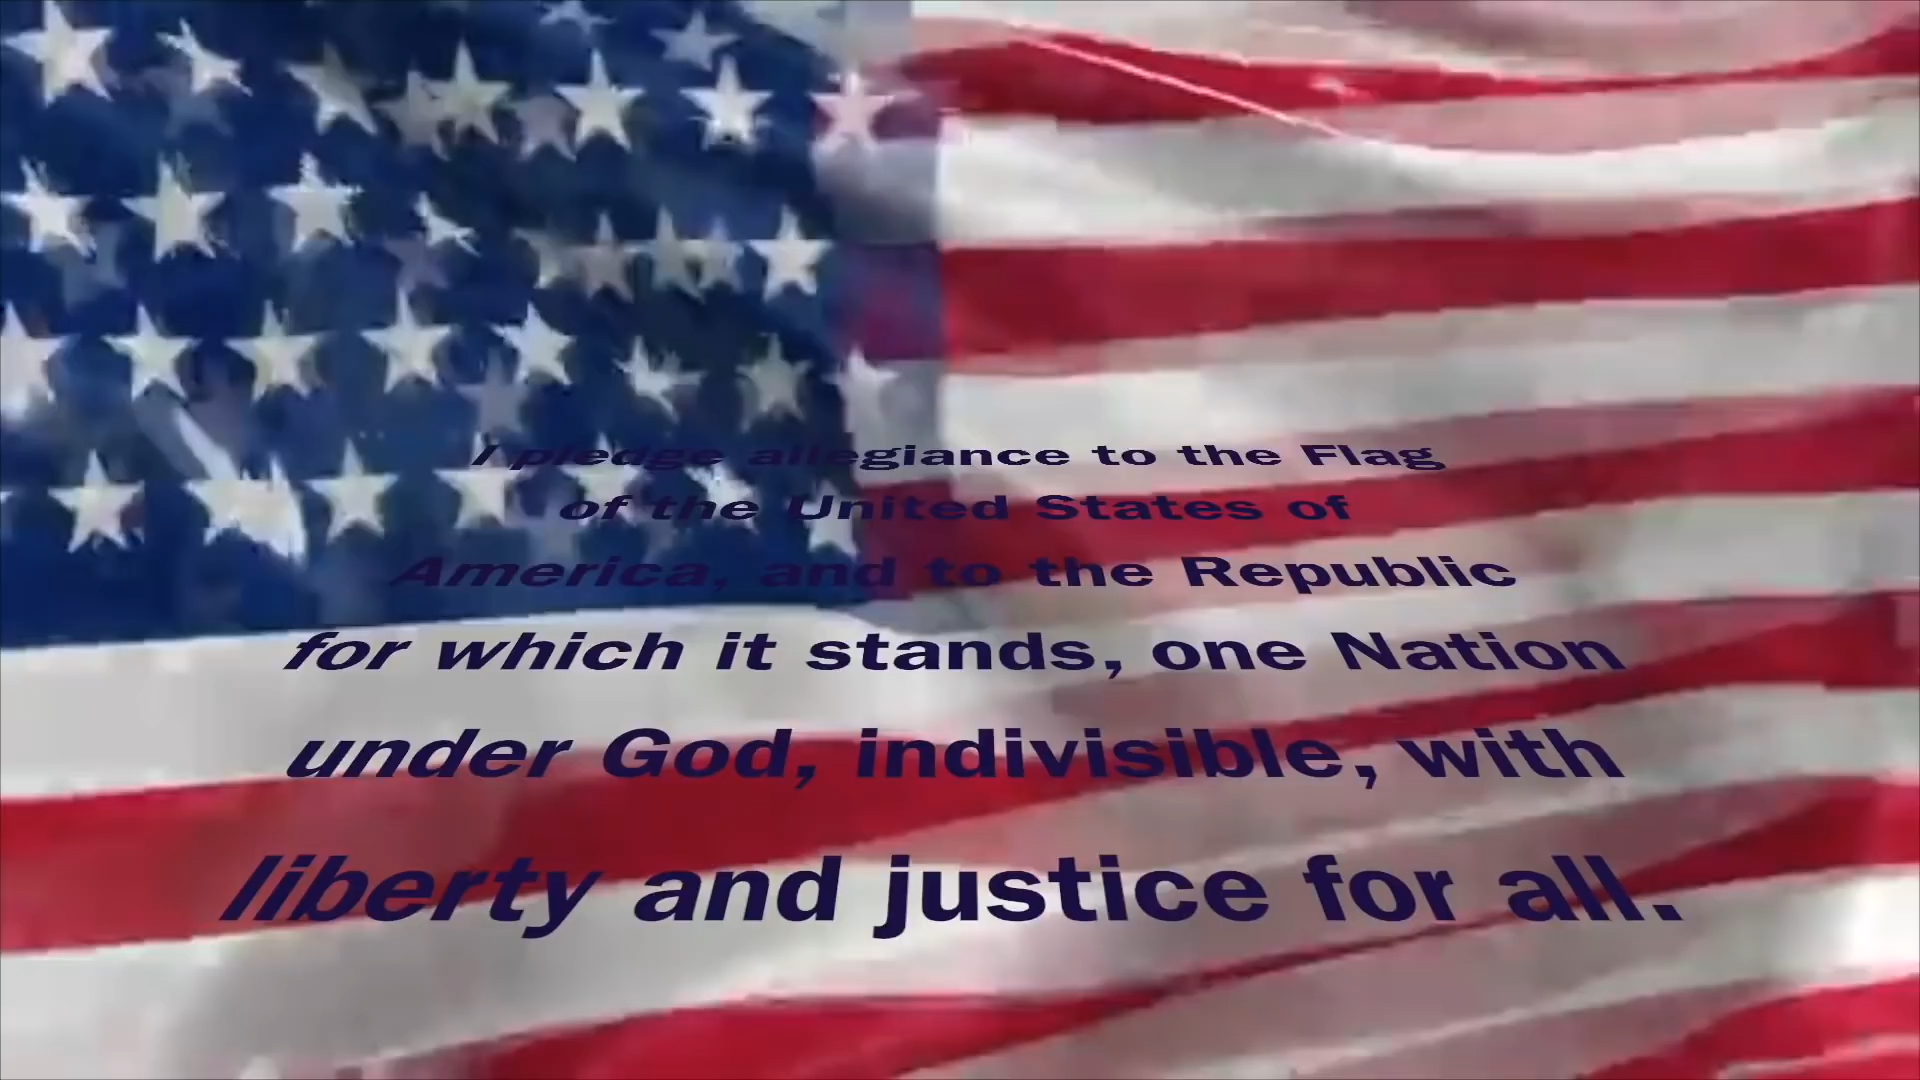 I pledge allegiance to the Flag
of the United States of
America, and to the Republic
for which it stands, one Nation
under God, indivisible, with
liberty and justice for all.